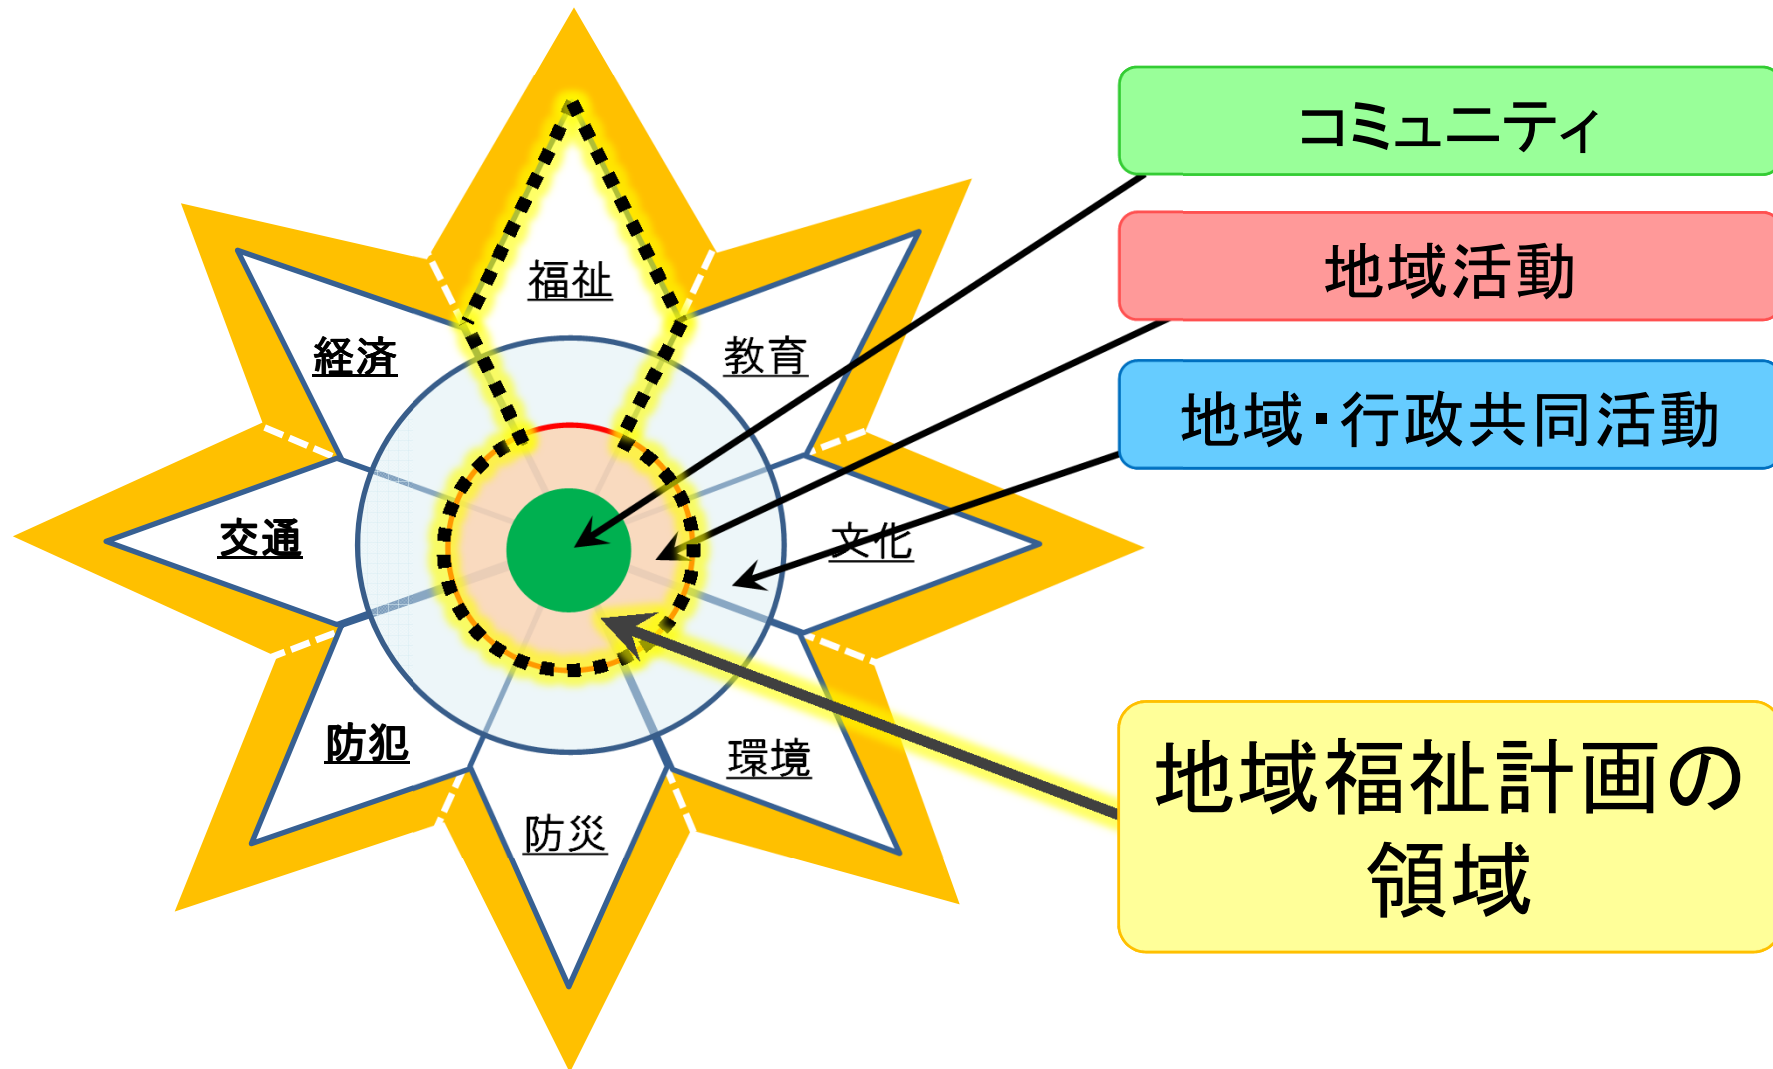 コミュニティ
地域活動
地域・行政共同活動
福祉
教育
経済
文化
交通
環境
防犯
防災
地域福祉計画の
領域